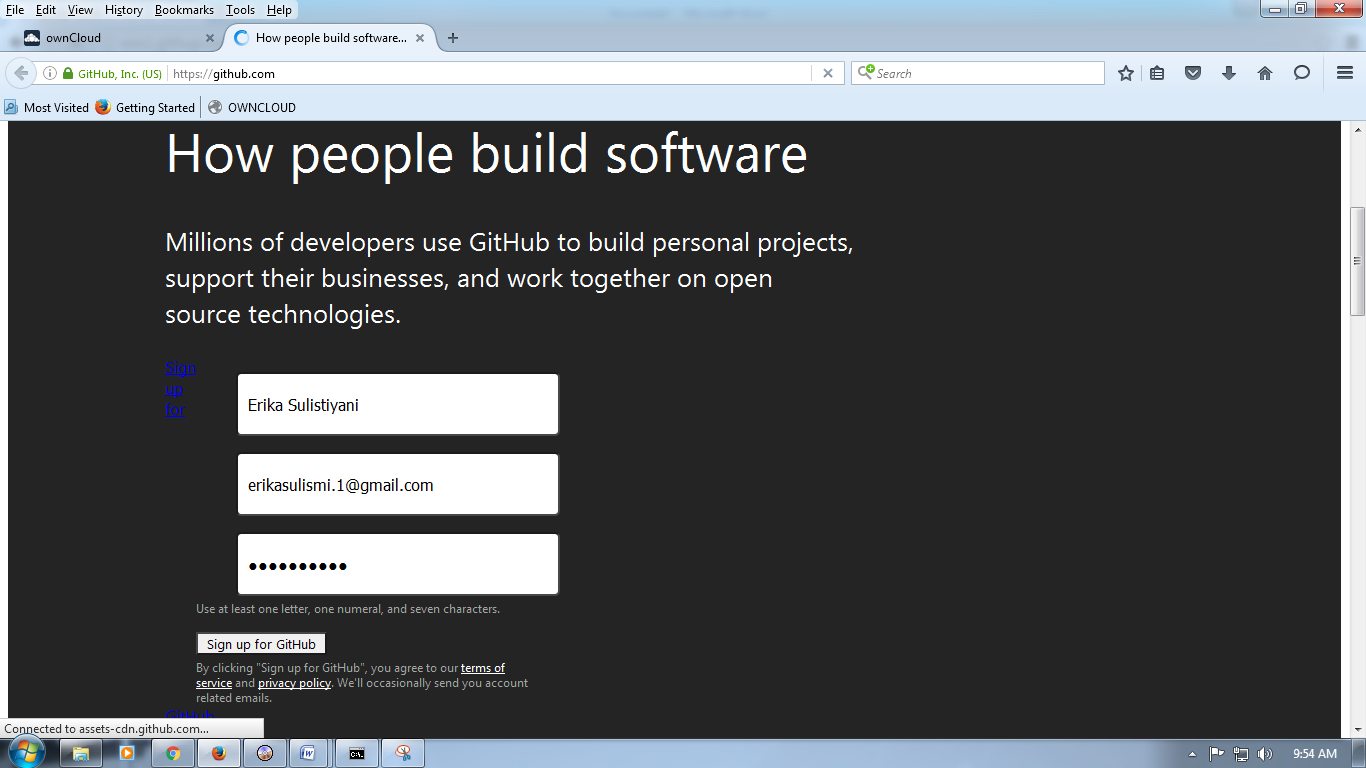 File Edit View History Bookmarks Tools Help
ownCloud
How people build software...
GitHub, Inc. (US)
https://github.com
Search
Most Visited
Getting Started
OWNCLOUD
How people build software
Millions of developers use GitHub to build personal projects,
support their businesses, and work together on open
source technologies.
Sign
up
for
Erika Sulistiyani
erikasulismi.1@gmail.com
••••••••••
Use at least one letter, one numeral, and seven characters.
Sign up for GitHub
By clicking "Sign up for GitHub", you agree to our terms of
service and privacy policy. We'll occasionally send you account
related emails.
GitHub
Connected to assets-cdn.github.com...
9:54 AM